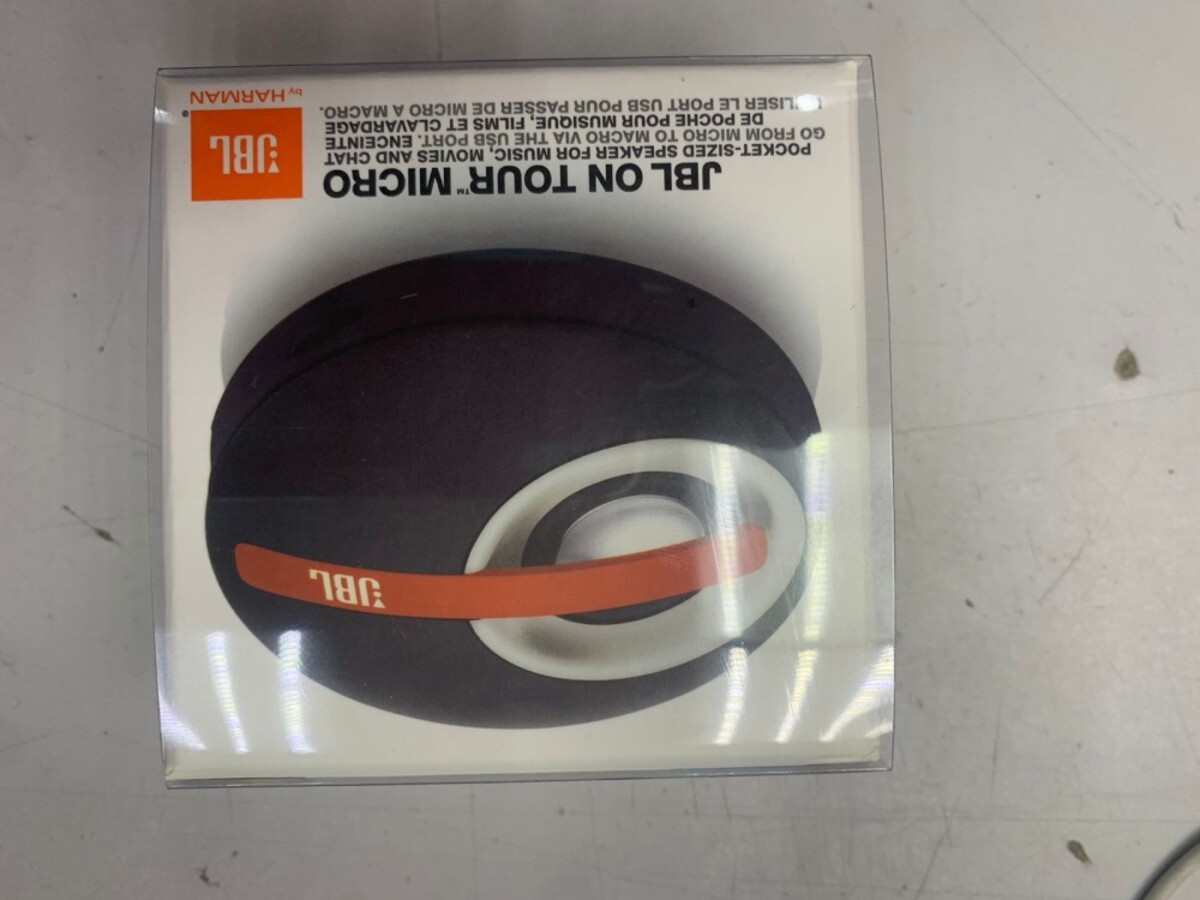 JBL
JBL ON TOUR™ MICRO
POCKET-SIZED SPEAKER FOR MUSIC, MOVIES AND CHAT
GO FROM MICRO TO MACRO VIA THE USB PORT. ENCEINTE
DE POCHE POUR MUSIQUE, FILMS ET CLAVARDAGE
UTILISER LE PORT USB POUR PASSER DE MICRO A MACRO.
JBL
by HARMAN